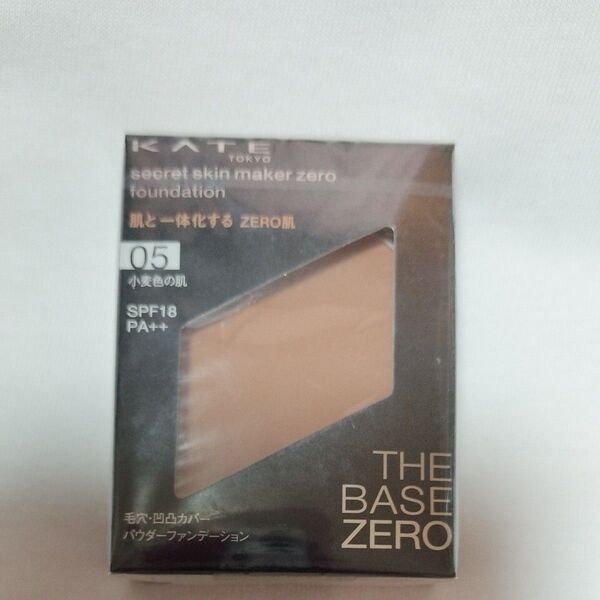 KATE
TOKYO
secret skin maker zero
foundation
肌と一体化する ZERO肌
05
小麦色の肌
SPF18
PA++
THE
BASE
ZERO
毛穴・凹凸カバー
パウダーファンデーション